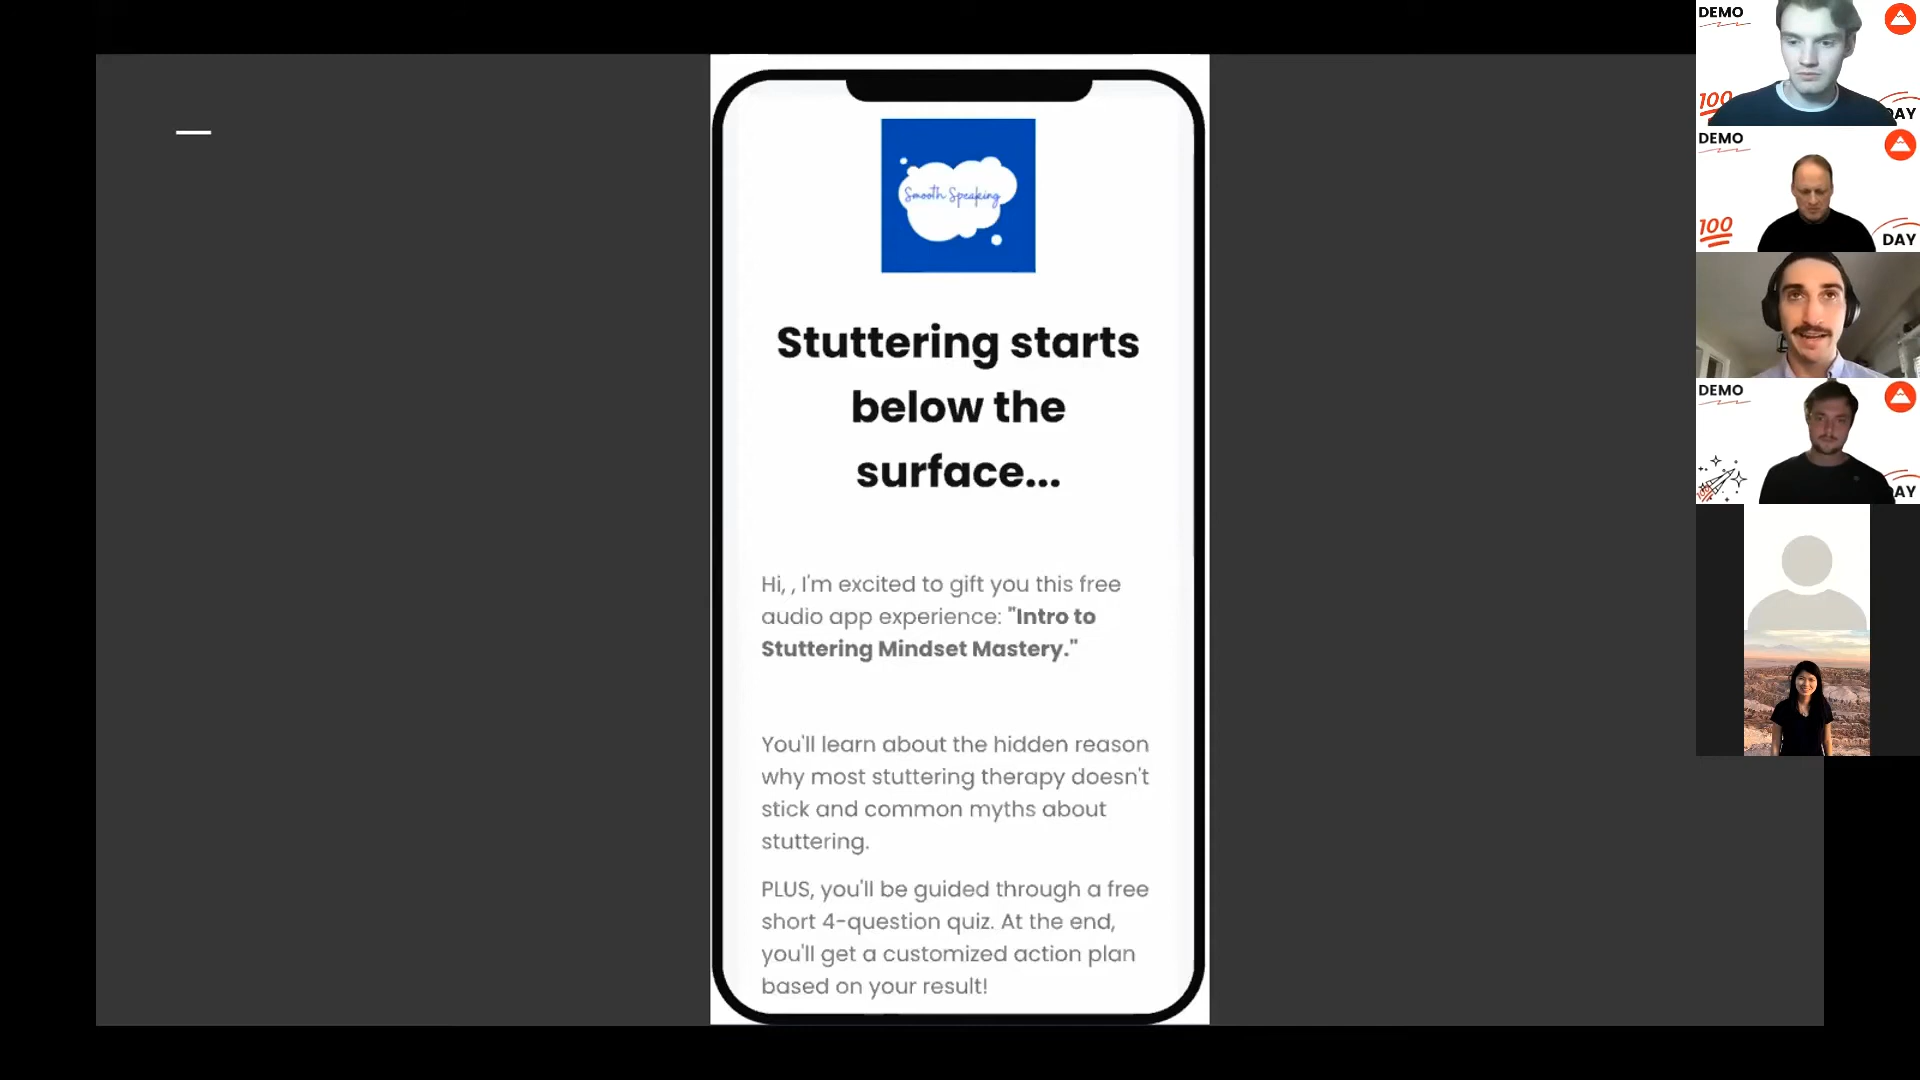 Smooth Speaking
Stuttering starts
below the
surface...
Hi, , I'm excited to gift you this free
audio app experience: "Intro to
Stuttering Mindset Mastery."
You'll learn about the hidden reason
why most stuttering therapy doesn't
stick and common myths about
stuttering.
PLUS, you'll be guided through a free
short 4-question quiz. At the end,
you'll get a customized action plan
based on your result!
DEMO
100
DAY
DEMO
100
DAY
DEMO
100
DAY